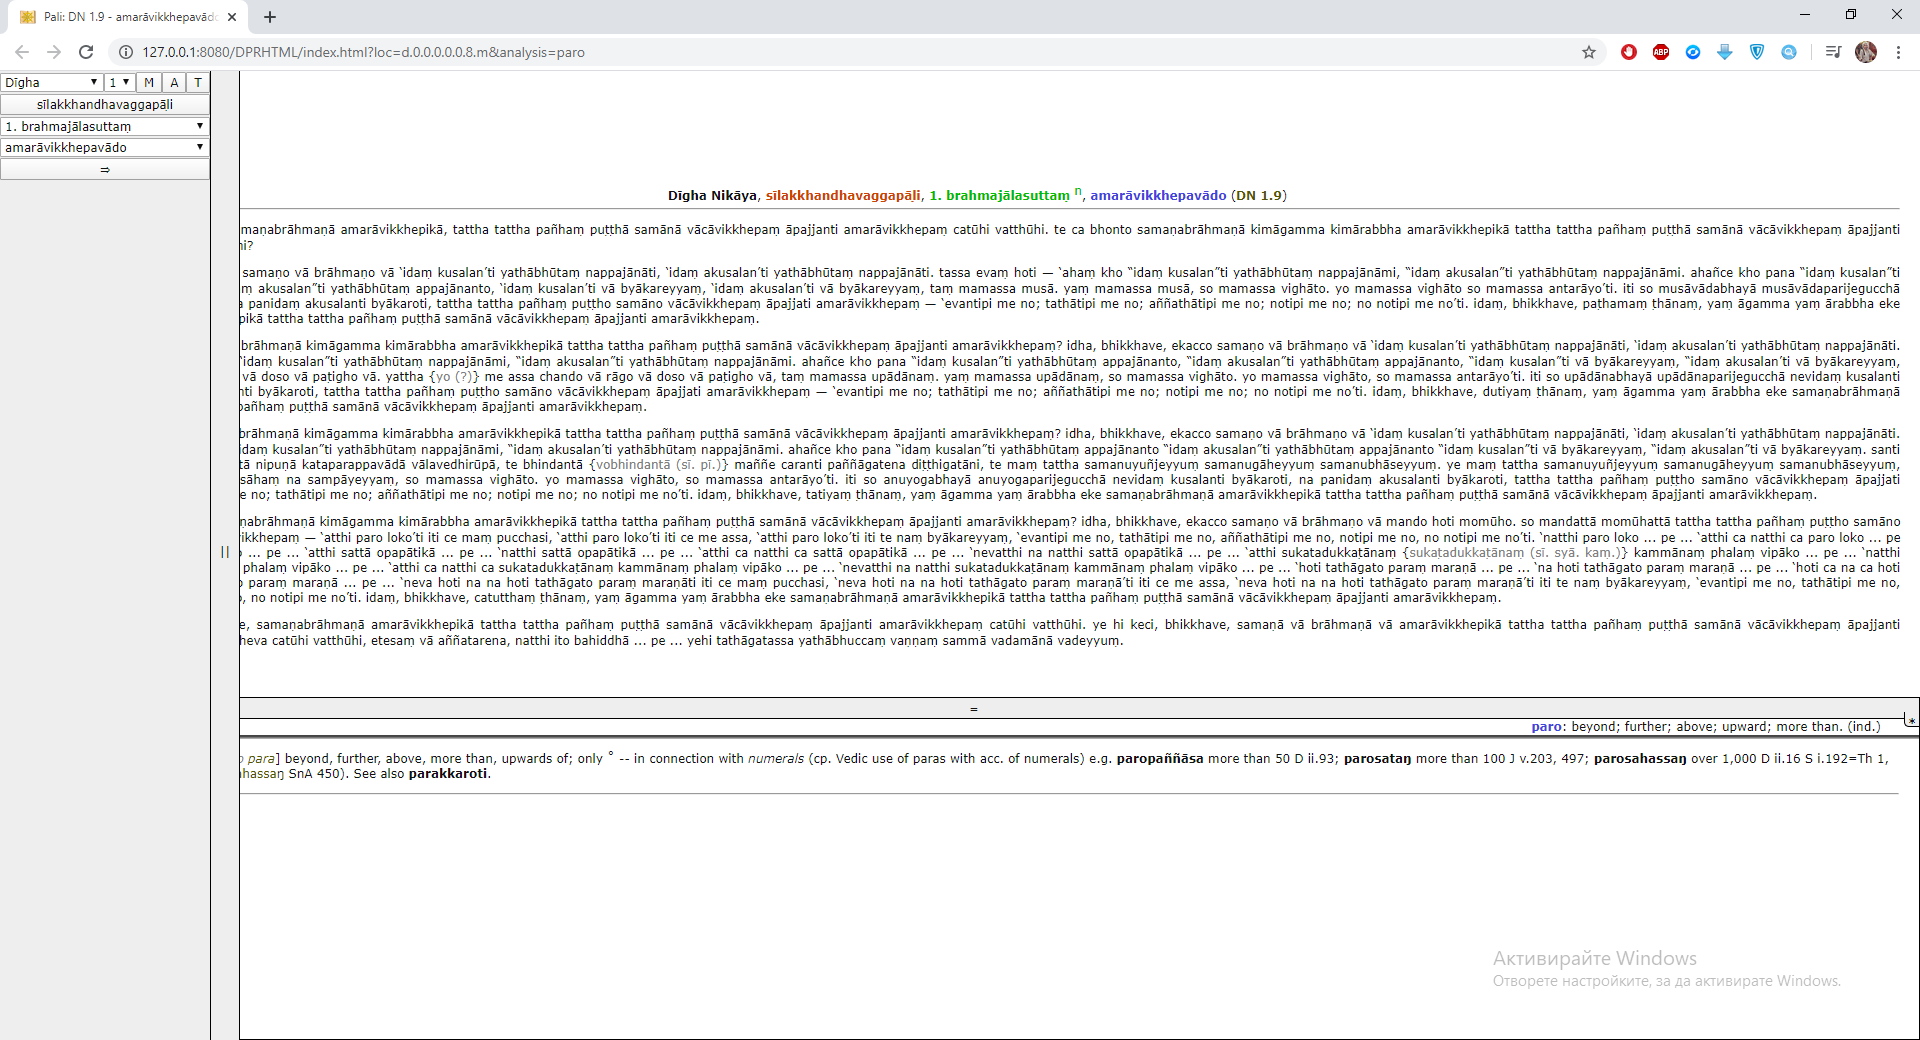 Pali: DN 1.9 - amarāvikkhepavādo
127.0.0.1:8080/DPRHTML/index.html?loc=d.0.0.0.0.0.8.m&analysis=paro
ABP
Dīgha 1 M A T
sīlakkhandhavaggapāḷi
1. brahmajālasuttaṃ
amarāvikkhepavādo
⇒
||
Dīgha Nikāya, sīlakkhandhavaggapāḷi, 1. brahmajālasuttaṃ n, amarāvikkhepavādo (DN 1.9)
maṇabrāhmaṇā amarāvikkhepikā, tattha tattha pañhaṃ puṭṭhā samānā vācāvikkhepaṃ āpajjanti amarāvikkhepaṃ catūhi vatthūhi. te ca bhonto samaṇabrāhmaṇā kimāgamma kimārabbha amarāvikkhepikā tattha tattha pañhaṃ puṭṭhā samānā vācāvikkhepaṃ āpajjanti
hi?
samaṇo vā brāhmaṇo vā ‘idaṃ kusalan’ti yathābhūtaṃ nappajānāti, ‘idaṃ akusalan’ti yathābhūtaṃ nappajānāti. tassa evaṃ hoti — ‘ahaṃ kho “idaṃ kusalan”ti yathābhūtaṃ nappajānāmi, “idaṃ akusalan”ti yathābhūtaṃ nappajānāmi. ahañce kho pana “idaṃ kusalan”ti
ṃ akusalan”ti yathābhūtaṃ appajānanto, ‘idaṃ kusalan’ti vā byākareyyaṃ, ‘idaṃ akusalan’ti vā byākareyyaṃ, taṃ mamassa musā. yaṃ mamassa musā, so mamassa vighāto. yo mamassa vighāto so mamassa antarāyo’ti. iti so musāvādabhayā musāvādaparijegucchā
panidaṃ akusalanti byākaroti, tattha tattha pañhaṃ puṭṭho samāno vācāvikkhepaṃ āpajjati amarāvikkhepaṃ — ‘evantipi me no; tathātipi me no; aññathātipi me no; notipi me no; no notipi me no’ti. idaṃ, bhikkhave, paṭhamaṃ ṭhānaṃ, yaṃ āgamma yaṃ ārabbha eke
pikā tattha tattha pañhaṃ puṭṭhā samānā vācāvikkhepaṃ āpajjanti amarāvikkhepaṃ.
brāhmaṇā kimāgamma kimārabbha amarāvikkhepikā tattha tattha pañhaṃ puṭṭhā samānā vācāvikkhepaṃ āpajjanti amarāvikkhepaṃ? idha, bhikkhave, ekacco samaṇo vā brāhmaṇo vā ‘idaṃ kusalan’ti yathābhūtaṃ nappajānāti, ‘idaṃ akusalan’ti yathābhūtaṃ nappajānāti.
‘idaṃ kusalan”ti yathābhūtaṃ nappajānāmi, “idaṃ akusalan”ti yathābhūtaṃ nappajānāmi. ahañce kho pana “idaṃ kusalan”ti yathābhūtaṃ appajānanto, “idaṃ akusalan”ti yathābhūtaṃ appajānanto, “idaṃ kusalan”ti vā byākareyyaṃ, “idaṃ akusalan’ti vā byākareyyaṃ,
vā doso vā paṭigho vā. yattha {yo (?)} me assa chando vā rāgo vā doso vā paṭigho vā, taṃ mamassa upādānaṃ. yaṃ mamassa upādānaṃ, so mamassa vighāto. yo mamassa vighāto, so mamassa antarāyo’ti. iti so upādānabhayā upādānaparijegucchā nevidaṃ kusalanti
nti byākaroti, tattha tattha pañhaṃ puṭṭho samāno vācāvikkhepaṃ āpajjati amarāvikkhepaṃ — ‘evantipi me no; tathātipi me no; aññathātipi me no; notipi me no; no notipi me no’ti. idaṃ, bhikkhave, dutiyaṃ ṭhānaṃ, yaṃ āgamma yaṃ ārabbha eke samaṇabrāhmaṇā
pañhaṃ puṭṭhā samānā vācāvikkhepaṃ āpajjanti amarāvikkhepaṃ.
brāhmaṇā kimāgamma kimārabbha amarāvikkhepikā tattha tattha pañhaṃ puṭṭhā samānā vācāvikkhepaṃ āpajjanti amarāvikkhepaṃ? idha, bhikkhave, ekacco samaṇo vā brāhmaṇo vā ‘idaṃ kusalan’ti yathābhūtaṃ nappajānāti, ‘idaṃ akusalan’ti yathābhūtaṃ nappajānāti.
idaṃ kusalan”ti yathābhūtaṃ nappajānāmi, “idaṃ akusalan”ti yathābhūtaṃ nappajānāmi. ahañce kho pana “idaṃ kusalan”ti yathābhūtaṃ appajānanto “idaṃ akusalan”ti yathābhūtaṃ appajānanto “idaṃ kusalan”ti vā byākareyyaṃ, “idaṃ akusalan”ti vā byākareyyaṃ. santi
tā nipuṇā kataparappavādā vālavedhirūpā, te bhindantā {vobhindantā (sī. pī.)} maññe caranti paññāgatena diṭṭhigatāni, te maṃ tattha samanuyuñjeyyuṃ samanugāheyyuṃ samanubhāseyyuṃ. ye maṃ tattha samanuyuñjeyyuṃ samanugāheyyuṃ samanubhāseyyuṃ,
sāhaṃ na sampāyeyyaṃ, so mamassa vighāto. yo mamassa vighāto, so mamassa antarāyo’ti. iti so anuyogabhayā anuyogaparijegucchā nevidaṃ kusalanti byākaroti, na panidaṃ akusalanti byākaroti, tattha tattha pañhaṃ puṭṭho samāno vācāvikkhepaṃ āpajjati
e no; tathātipi me no; aññathātipi me no; notipi me no; no notipi me no’ti. idaṃ, bhikkhave, tatiyaṃ ṭhānaṃ, yaṃ āgamma yaṃ ārabbha eke samaṇabrāhmaṇā amarāvikkhepikā tattha tattha pañhaṃ puṭṭhā samānā vācāvikkhepaṃ āpajjanti amarāvikkhepaṃ.
ṇabrāhmaṇā kimāgamma kimārabbha amarāvikkhepikā tattha tattha pañhaṃ puṭṭhā samānā vācāvikkhepaṃ āpajjanti amarāvikkhepaṃ? idha, bhikkhave, ekacco samaṇo vā brāhmaṇo vā mando hoti momūho. so mandattā momūhattā tattha tattha pañhaṃ puṭṭho samāno
ikkhepaṃ — ‘atthi paro loko’ti iti ce maṃ pucchasi, ‘atthi paro loko’ti iti ce me assa, ‘atthi paro loko’ti iti te naṃ byākareyyaṃ, ‘evantipi me no, tathātipi me no, aññathātipi me no, notipi me no, no notipi me no’ti. ‘natthi paro loko ... pe ... ‘atthi ca natthi ca paro loko ... pe
... pe ... ‘atthi sattā opapātikā ... pe ... ‘natthi sattā opapātikā ... pe ... ‘atthi ca natthi ca sattā opapātikā ... pe ... ‘nevatthi na natthi sattā opapātikā ... pe ... ‘atthi sukatadukkaṭānaṃ {sukaṭadukkaṭānaṃ (sī. syā. kaṃ.)} kammānaṃ phalaṃ vipāko ... pe ... ‘natthi
phalaṃ vipāko ... pe ... ‘atthi ca natthi ca sukatadukkaṭānaṃ kammānaṃ phalaṃ vipāko ... pe ... ‘nevatthi na natthi sukatadukkaṭānaṃ kammānaṃ phalaṃ vipāko ... pe ... ‘hoti tathāgato paraṃ maraṇā ... pe ... ‘na hoti tathāgato paraṃ maraṇā ... pe ... ‘hoti ca na ca hoti
paraṃ maraṇā ... pe ... ‘neva hoti na na hoti tathāgato paraṃ maraṇāti iti ce maṃ pucchasi, ‘neva hoti na na hoti tathāgato paraṃ maraṇā’ti iti ce me assa, ‘neva hoti na na hoti tathāgato paraṃ maraṇā’ti iti te naṃ byākareyyaṃ, ‘evantipi me no, tathātipi me no,
o, no notipi me no’ti. idaṃ, bhikkhave, catutthaṃ ṭhānaṃ, yaṃ āgamma yaṃ ārabbha eke samaṇabrāhmaṇā amarāvikkhepikā tattha tattha pañhaṃ puṭṭhā samānā vācāvikkhepaṃ āpajjanti amarāvikkhepaṃ.
e, samaṇabrāhmaṇā amarāvikkhepikā tattha tattha pañhaṃ puṭṭhā samānā vācāvikkhepaṃ āpajjanti amarāvikkhepaṃ catūhi vatthūhi. ye hi keci, bhikkhave, samaṇā vā brāhmaṇā vā amarāvikkhepikā tattha tattha pañhaṃ puṭṭhā samānā vācāvikkhepaṃ āpajjanti
heva catūhi vatthūhi, etesaṃ vā aññatarena, natthi ito bahiddhā ... pe ... yehi tathāgatassa yathābhuccaṃ vaṇṇaṃ sammā vadamānā vadeyyuṃ.
=
*
paro: beyond; further; above; upward; more than. (ind.)
para] beyond, further, above, more than, upwards of; only ˚ -- in connection with numerals (cp. Vedic use of paras with acc. of numerals) e.g. paropaññāsa more than 50 D ii.93; parosataŋ more than 100 J v.203, 497; parosahassaŋ over 1,000 D ii.16 S i.192=Th 1,
hassaŋ SnA 450). See also parakkaroti.
Активирайте Windows
Отворете настройките, за да активирате Windows.